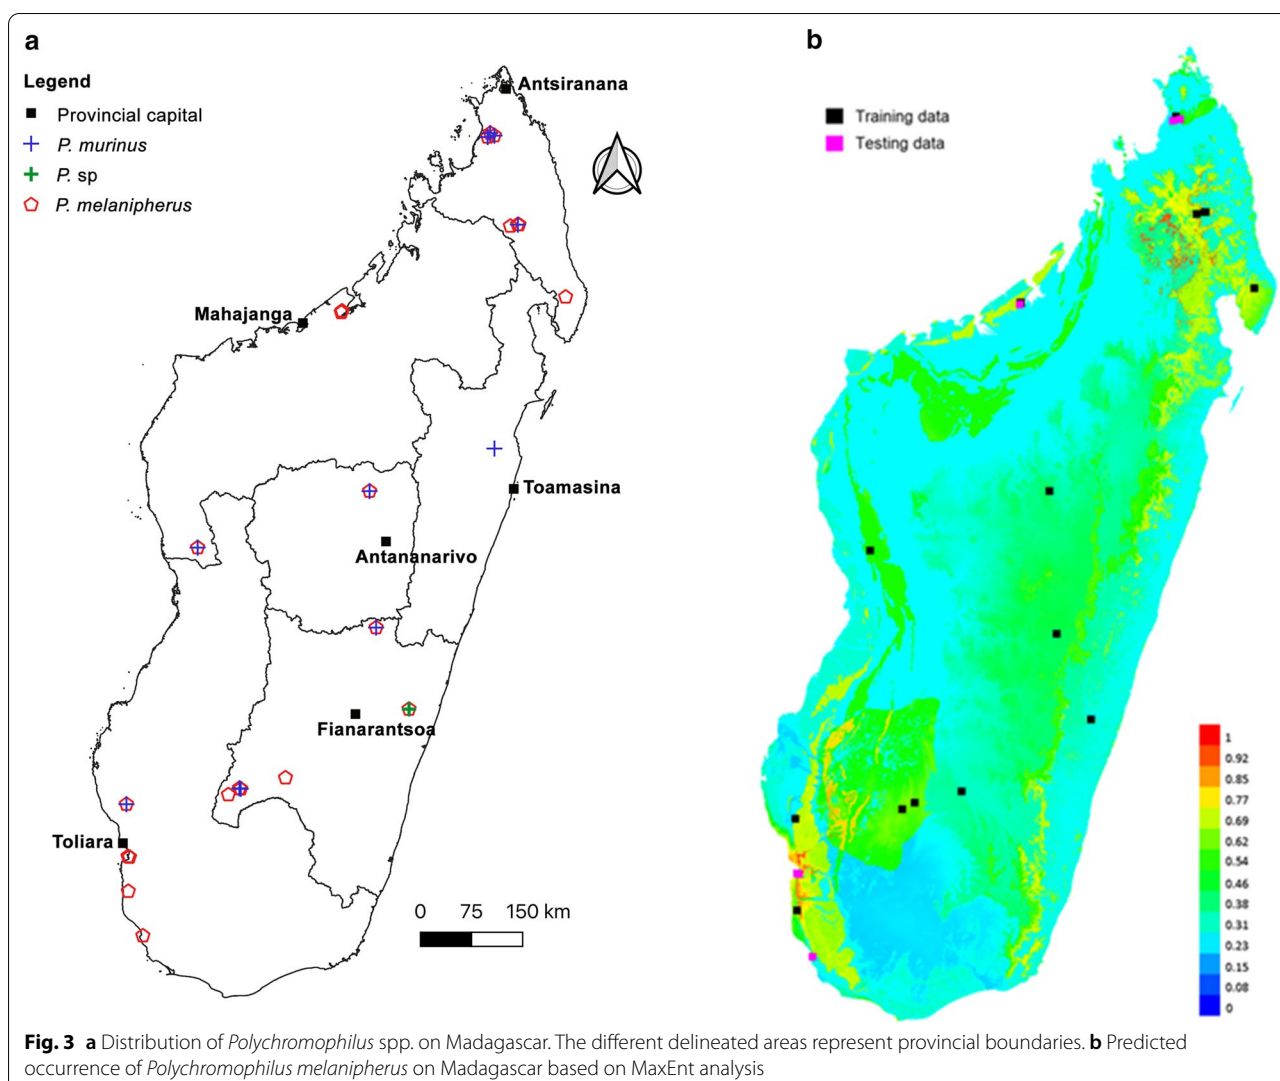 a
Legend
Provincial capital
P. murinus
P. sp
P. melanipherus
Antsiranana
Mahajanga
Toamasina
Antananarivo
Fianarantsoa
Toliara
0 75 150 km
b
Training data
Testing data
1
0.92
0.85
0.77
0.69
0.62
0.54
0.46
0.38
0.31
0.23
0.15
0.08
0
Fig. 3 a Distribution of Polychromophilus spp. on Madagascar. The different delineated areas represent provincial boundaries. b Predicted
occurrence of Polychromophilus melanipherus on Madagascar based on MaxEnt analysis